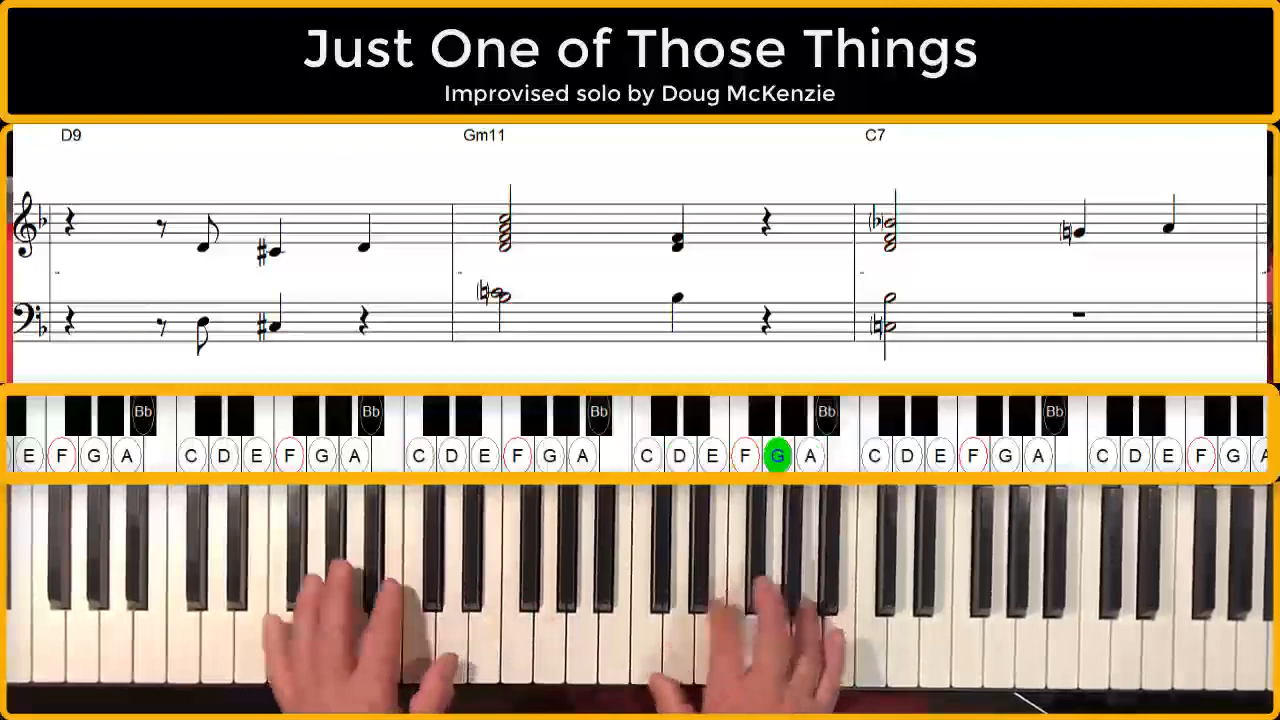 Just One of Those Things
Improvised solo by Doug McKenzie
D9 Gm11 C7
Bb Bb Bb Bb Bb
E F G A C D E F G A C D E F G A C D E F G A C D E F G A C D E F G A